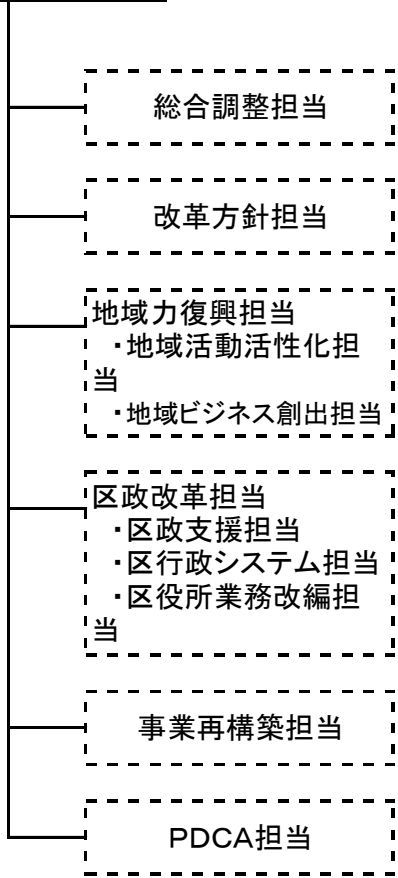 総合調整担当
改革方針担当
地域力復興担当
・地域活動活性化担
当
・地域ビジネス創出担当
区政改革担当
・区政支援担当
・区行政システム担当
・区役所業務改編担
当
事業再構築担当
PDCA担当